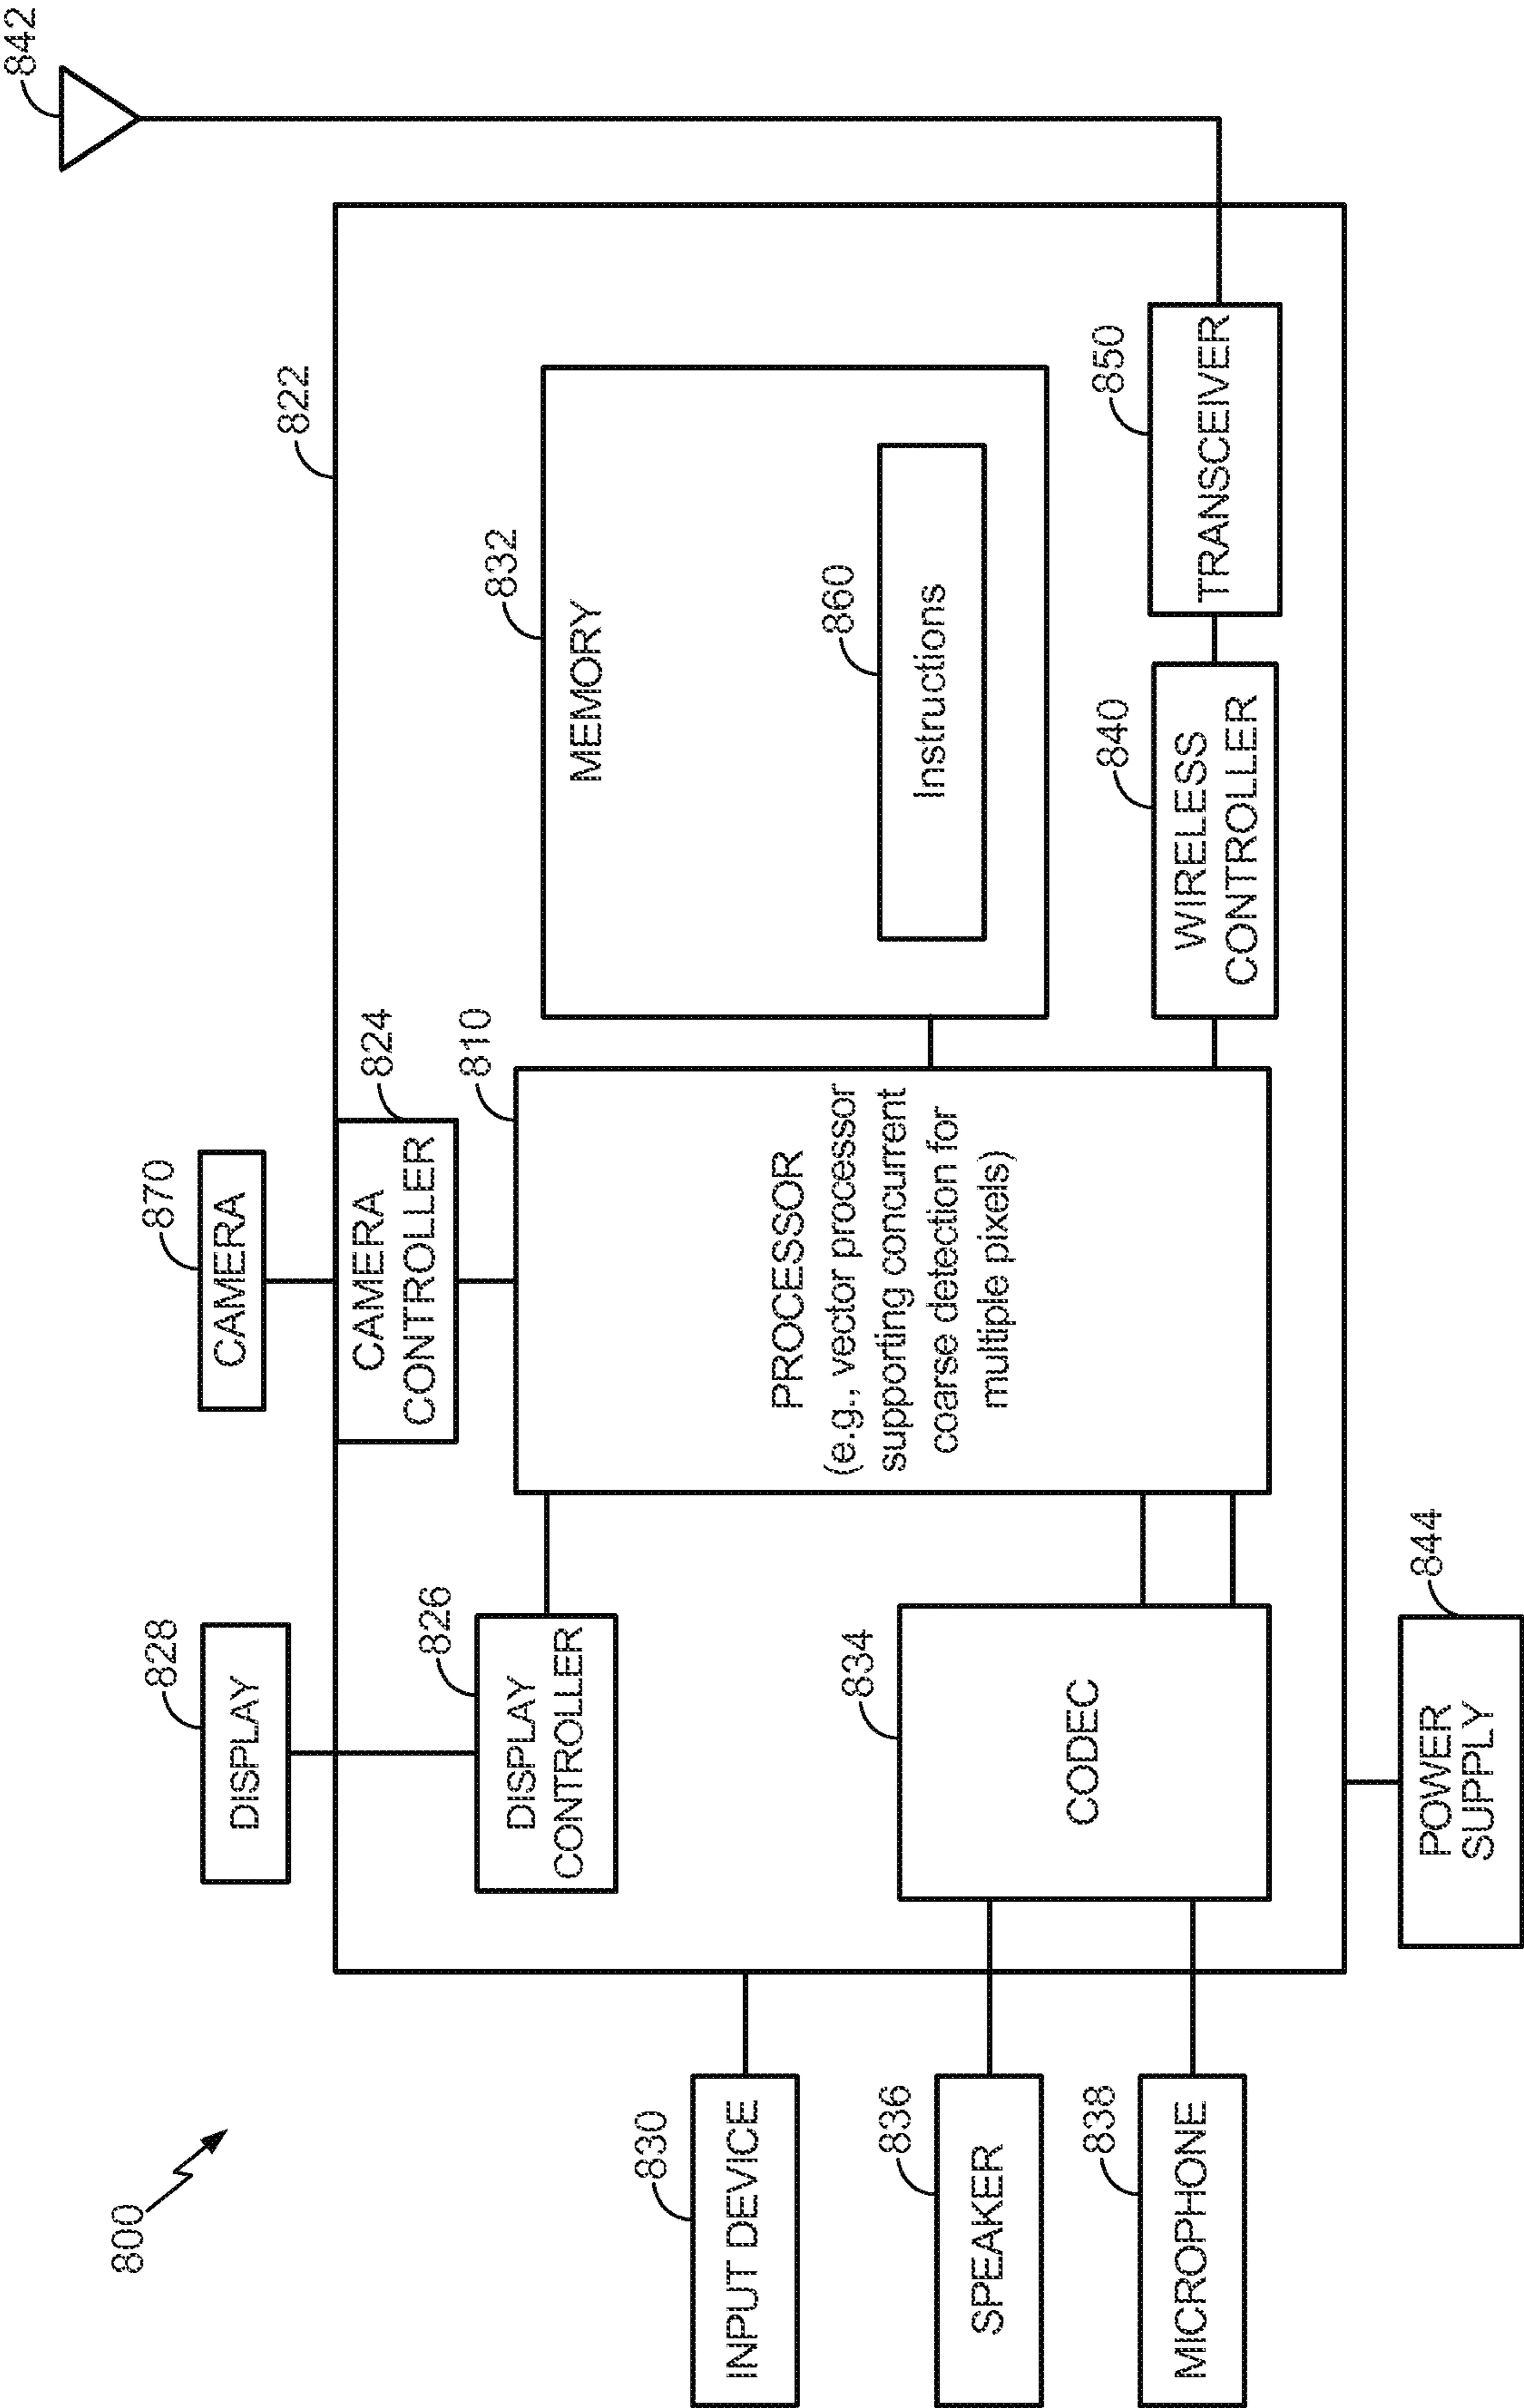 800
842
828
DISPLAY
870
CAMERA
822
824
CAMERA
CONTROLLER
826
DISPLAY
CONTROLLER
810
PROCESSOR
(e.g., vector processor
supporting concurrent
coarse detection for
multiple pixels)
832
MEMORY
860
Instructions
830
INPUT DEVICE
834
CODEC
836
SPEAKER
838
MICROPHONE
840
WIRELESS
CONTROLLER
850
TRANSCEIVER
844
POWER
SUPPLY